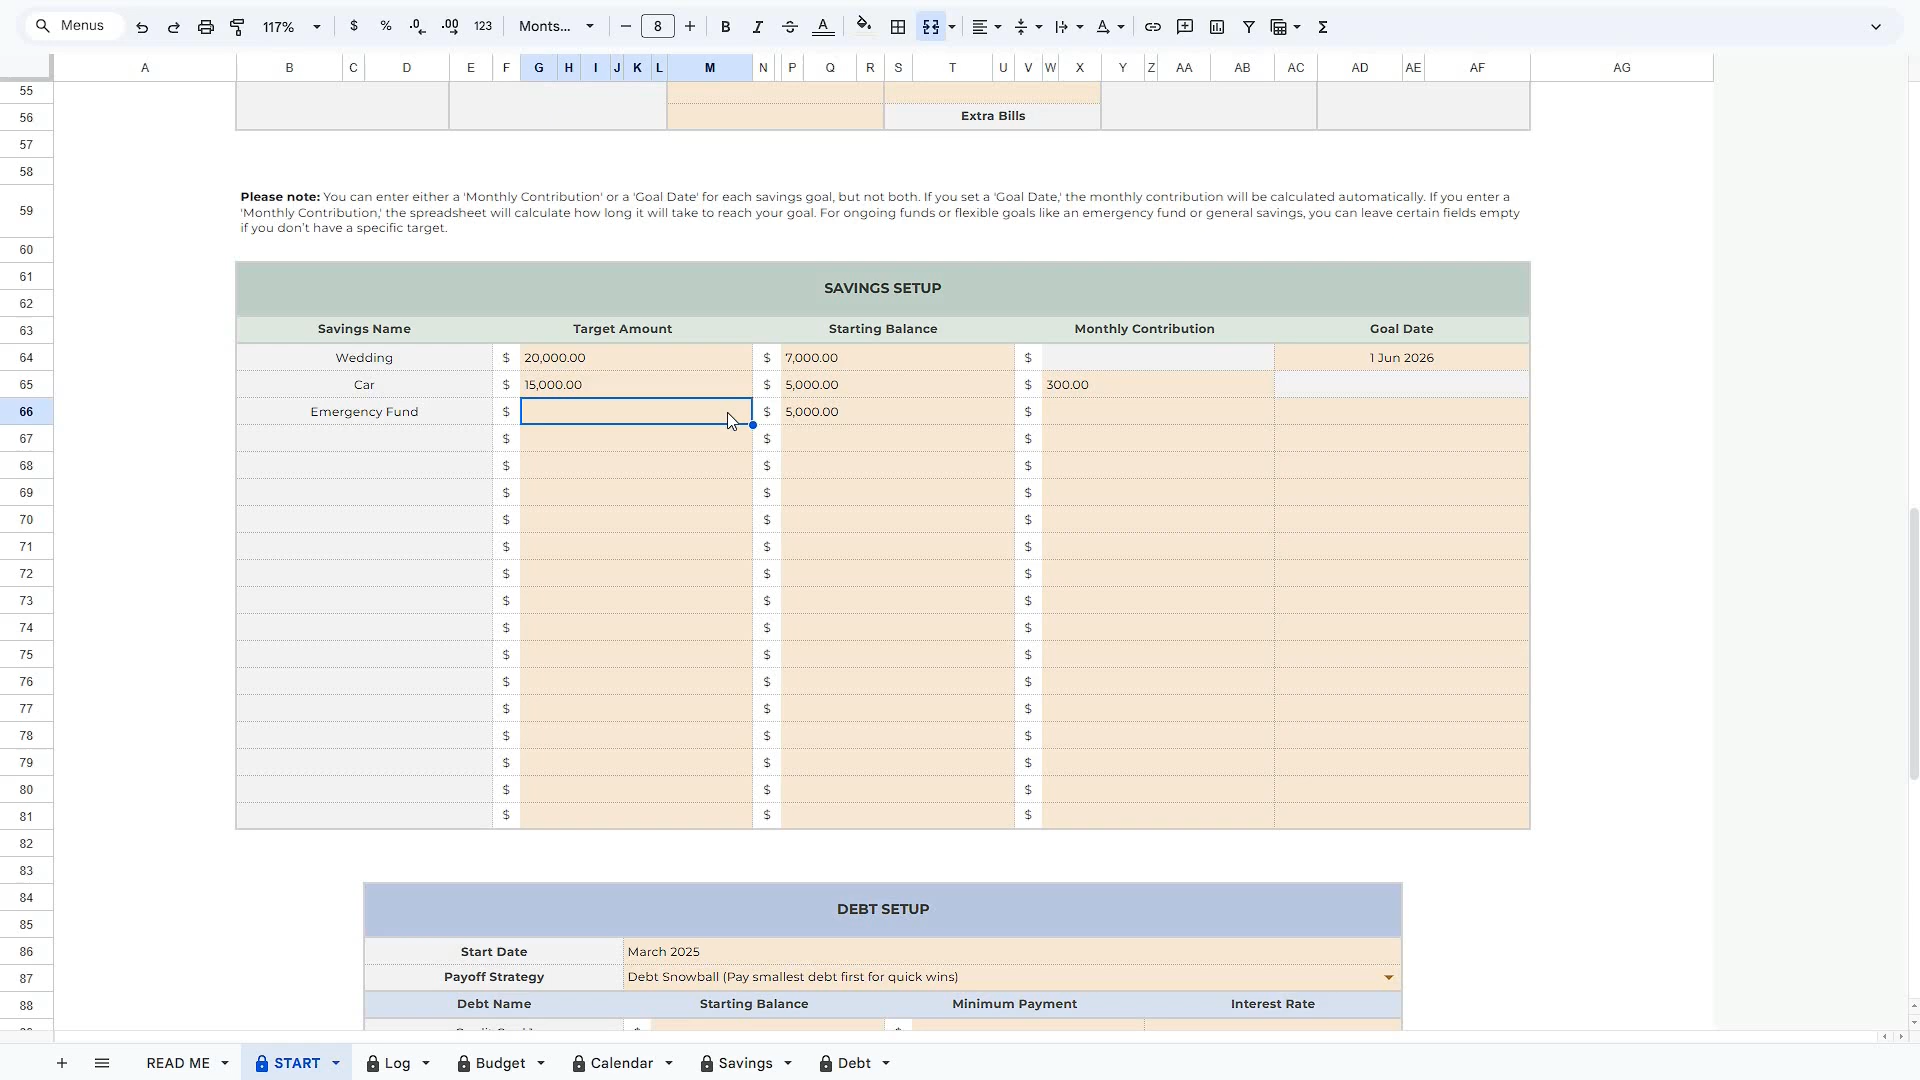 Menus
117%
$
%
.0
.00
123
Monts...
8
B
I
A
Σ
A B C D E F G H I J K L M N P Q R S T U V W X Y Z AA AB AC AD AE AF AG
55
56 Extra Bills
57
58
59
Please note: You can enter either a 'Monthly Contribution' or a 'Goal Date' for each savings goal, but not both. If you set a 'Goal Date,' the monthly contribution will be calculated automatically. If you enter a
'Monthly Contribution,' the spreadsheet will calculate how long it will take to reach your goal. For ongoing funds or flexible goals like an emergency fund or general savings, you can leave certain fields empty
if you don't have a specific target.
60
61
SAVINGS SETUP
62
63 Savings Name Target Amount Starting Balance Monthly Contribution Goal Date
64 Wedding $ 20,000.00 $ 7,000.00 $ 1 Jun 2026
65 Car $ 15,000.00 $ 5,000.00 $ 300.00
66 Emergency Fund $ $ 5,000.00 $
67 $ $ $
68 $ $ $
69 $ $ $
70 $ $ $
71 $ $ $
72 $ $ $
73 $ $ $
74 $ $ $
75 $ $ $
76 $ $ $
77 $ $ $
78 $ $ $
79 $ $ $
80 $ $ $
81 $ $ $
82
83
84
DEBT SETUP
85
86 Start Date March 2025
87 Payoff Strategy Debt Snowball (Pay smallest debt first for quick wins)
88 Debt Name Starting Balance Minimum Payment Interest Rate
READ ME
START
Log
Budget
Calendar
Savings
Debt